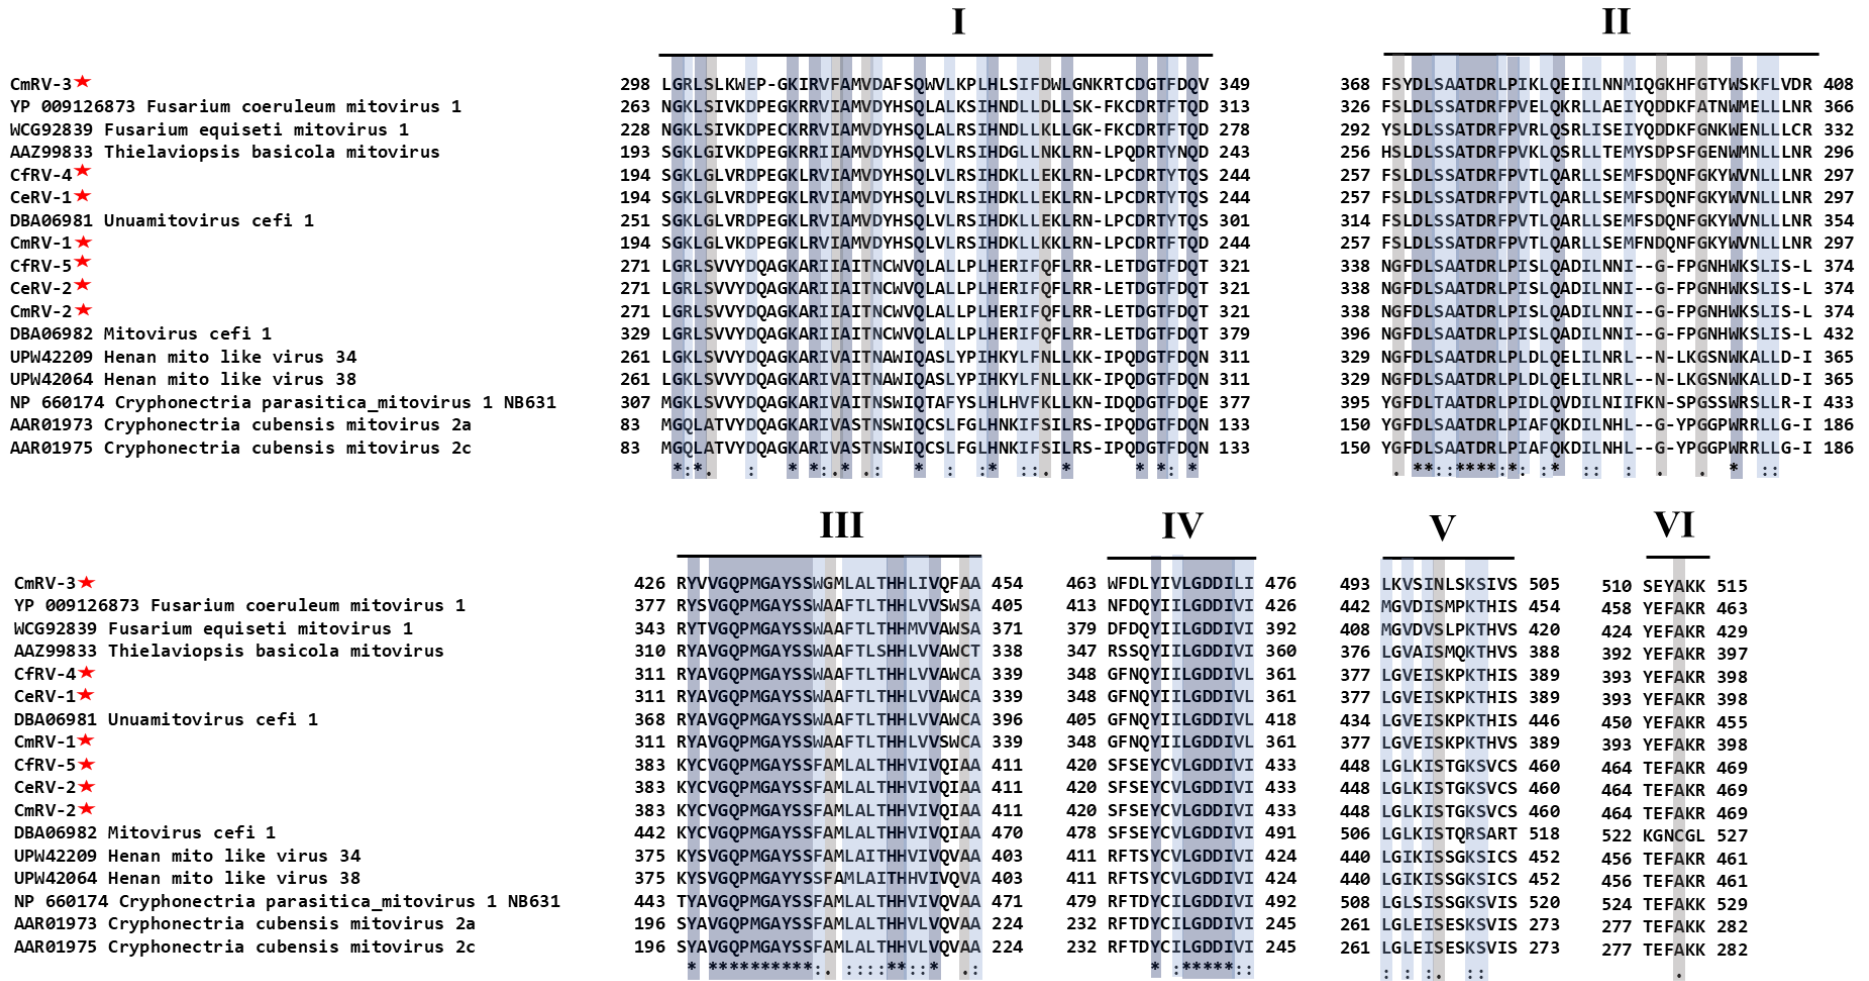 I II
CmRV-3★ 298 LGRLSLKWEP-GKIRVFAMVDAFSQWVLKPLHLSIFDWLGNKRTCDGTFDQV 349 368 FSYDLSAATDRLPIKLQEIILNNMIQGKHFGTYWSKFLVDR 408
YP 009126873 Fusarium coeruleum mitovirus 1 263 NGKLSIVKDPEGKRRVIAMVDYHSQLALKSIHNDLLDLLSK-FKCDRTFTQD 313 326 FSLDLSSATDRFPVELQKRLLAEIYQDDKFATNWMELLLNR 366
WCG92839 Fusarium equiseti mitovirus 1 228 NGKLSIVKDPECKRRVIAMVDYHSQLALRSIHNDLLKLLGK-FKCDRTFTQD 278 292 YSLDLSSATDRFPVRLQSRLISEIYQDDKFGNKWENLLLCR 332
AAZ99833 Thielaviopsis basicola mitovirus 193 SGKLGIVKDPEGKRRIIAMVDYHSQLVLRSIHDGLLNKLRN-LPQDRTYNQD 243 256 HSLDLSSATDRFPVKLQSRLLTEMYSDPSFGENWMNLLLNR 296
CfRV-4★ 194 SGKLGLVRDPEGKLRVIAMVDYHSQLVLRSIHDKLLEKLRN-LPCDRTYTQS 244 257 FSLDLSSATDRFPVTLQARLLSEMFSDQNFGKYWVNLLLNR 297
CeRV-1★ 194 SGKLGLVRDPEGKLRVIAMVDYHSQLVLRSIHDKLLEKLRN-LPCDRTYTQS 244 257 FSLDLSSATDRFPVTLQARLLSEMFSDQNFGKYWVNLLLNR 297
DBA06981 Unuamitovirus cefi 1 251 SGKLGLVRDPEGKLRVIAMVDYHSQLVLRSIHDKLLEKLRN-LPCDRTYTQS 301 314 FSLDLSSATDRFPVTLQARLLSEMFSDQNFGKYWVNLLLNR 354
CmRV-1★ 194 SGKLGLVKDPEGKLRVIAMVDYHSQLVLRSIHDKLLKKLRN-LPCDRTFTQD 244 257 FSLDLSSATDRFPVTLQARLLSEMFNDQNFGKYWVNLLLNR 297
CfRV-5★ 271 LGRLSVVYDQAGKARIIAITNCWVQLALLPLHERIFQFLRR-LETDGTFDQT 321 338 NGFDLSAATDRLPISLQADILNNI--G-FPGNHWKSLIS-L 374
CeRV-2★ 271 LGRLSVVYDQAGKARIIAITNCWVQLALLPLHERIFQFLRR-LETDGTFDQT 321 338 NGFDLSAATDRLPISLQADILNNI--G-FPGNHWKSLIS-L 374
CmRV-2★ 271 LGRLSVVYDQAGKARIIAITNCWVQLALLPLHERIFQFLRR-LETDGTFDQT 321 338 NGFDLSAATDRLPISLQADILNNI--G-FPGNHWKSLIS-L 374
DBA06982 Mitovirus cefi 1 329 LGRLSVVYDQAGKARIIAITNCWVQLALLPLHERIFQFLRR-LETDGTFDQT 379 396 NGFDLSAATDRLPISLQADILNNI--G-FPGNHWKSLIS-L 432
UPW42209 Henan mito like virus 34 261 LGKLSVVYDQAGKARIVAITNAWIQASLYPIHKYLFNLLKK-IPQDGTFDQN 311 329 NGFDLSAATDRLPLDLQELILNRL--N-LKGSNWKALLD-I 365
UPW42064 Henan mito like virus 38 261 LGKLSVVYDQAGKARIVAITNAWIQASLYPIHKYLFNLLKK-IPQDGTFDQN 311 329 NGFDLSAATDRLPLDLQELILNRL--N-LKGSNWKALLD-I 365
NP 660174 Cryphonectria parasitica_mitovirus 1 NB631 307 MGKLSVVYDQAGKARIVAITNSWIQTAFYSLHLHVFKLLKN-IDQDGTFDQE 377 395 YGFDLTAATDRLPIDLQVDILNIIFKN-SPGSSWRSLLR-I 433
AAR01973 Cryphonectria cubensis mitovirus 2a 83 MGQLATVYDQAGKARIVASTNSWIQCSLFGLHNKIFSILRS-IPQDGTFDQN 133 150 YGFDLSAATDRLPIAFQKDILNHL--G-YPGGPWRRLLG-I 186
AAR01975 Cryphonectria cubensis mitovirus 2c 83 MGQLATVYDQAGKARIVASTNSWIQCSLFGLHNKIFSILRS-IPQDGTFDQN 133 150 YGFDLSAATDRLPIAFQKDILNHL--G-YPGGPWRRLLG-I 186
*:*. : * *:.* .: * : :* ::. * * *: * . **::****:*: :* :: : . . * ::
III IV V VI
CmRV-3★ 426 RYVVGQPMGAYSSWGMLALTHHLIVQFAA 454 463 WFDLYIVLGDDILI 476 493 LKVSINLSKSIVS 505 510 SEYAKK 515
YP 009126873 Fusarium coeruleum mitovirus 1 377 RYSVGQPMGAYSSWAAFTLTHHLVVSWSA 405 413 NFDQYIILGDDIVI 426 442 MGVDISMPKTHIS 454 458 YEFAKR 463
WCG92839 Fusarium equiseti mitovirus 1 343 RYTVGQPMGAYSSWAAFTLTHHMVVAWSA 371 379 DFDQYIILGDDIVI 392 408 MGVDVSLPKTHVS 420 424 YEFAKR 429
AAZ99833 Thielaviopsis basicola mitovirus 310 RYAVGQPMGAYSSWAAFTLSHHLVVAWCT 338 347 RSSQYIILGDDIVI 360 376 LGVAISMQKTHVS 388 392 YEFAKR 397
CfRV-4★ 311 RYAVGQPMGAYSSWAAFTLTHHLVVAWCA 339 348 GFNQYIILGDDIVL 361 377 LGVEISKPKTHIS 389 393 YEFAKR 398
CeRV-1★ 311 RYAVGQPMGAYSSWAAFTLTHHLVVAWCA 339 348 GFNQYIILGDDIVL 361 377 LGVEISKPKTHIS 389 393 YEFAKR 398
DBA06981 Unuamitovirus cefi 1 368 RYAVGQPMGAYSSWAAFTLTHHLVVAWCA 396 405 GFNQYIILGDDIVL 418 434 LGVEISKPKTHIS 446 450 YEFAKR 455
CmRV-1★ 311 RYAVGQPMGAYSSWAAFTLTHHLVVSWCA 339 348 GFNQYIILGDDIVL 361 377 LGVEISKPKTHVS 389 393 YEFAKR 398
CfRV-5★ 383 KYCVGQPMGAYSSFAMLALTHHVIVQIAA 411 420 SFSEYCVLGDDIVI 433 448 LGLKISTGKSVCS 460 464 TEFAKR 469
CeRV-2★ 383 KYCVGQPMGAYSSFAMLALTHHVIVQIAA 411 420 SFSEYCVLGDDIVI 433 448 LGLKISTGKSVCS 460 464 TEFAKR 469
CmRV-2★ 383 KYCVGQPMGAYSSFAMLALTHHVIVQIAA 411 420 SFSEYCVLGDDIVI 433 448 LGLKISTGKSVCS 460 464 TEFAKR 469
DBA06982 Mitovirus cefi 1 442 KYCVGQPMGAYSSFAMLALTHHVIVQIAA 470 478 SFSEYCVLGDDIVI 491 506 LGLKISTQRSART 518 522 KGNCGL 527
UPW42209 Henan mito like virus 34 375 KYSVGQPMGAYSSFAMLAITHHVIVQVAA 403 411 RFTSYCVLGDDIVI 424 440 LGIKISSGKSICS 452 456 TEFAKR 461
UPW42064 Henan mito like virus 38 375 KYSVGQPMGAYSSFAMLAITHHVIVQVA 403 411 RFTSYCVLGDDIVI 424 440 LGIKISSGKSICS 452 456 TEFAKR 461
NP 660174 Cryphonectria parasitica_mitovirus 1 NB631 443 TYAVGQPMGAYSSFAMLALTHHVIVQVAA 471 479 RFTDYCILGDDIVI 492 508 LGLSISSGKSVIS 520 524 TEFAKK 529
AAR01973 Cryphonectria cubensis mitovirus 2a 196 SYAVGQPMGAYSSFAMLALTHHVLVQVAA 224 232 RFTDYCILGDDIVI 245 261 LGLEISESKSVIS 273 277 TEFAKK 282
AAR01975 Cryphonectria cubensis mitovirus 2c 196 SYAVGQPMGAYSSFAMLALTHHVLVQVAA 224 232 RFTDYCILGDDIVI 245 261 LGLEISESKSVIS 273 277 TEFAKK 282
* **********:. ::::**::* .: * :*****:: : : :. :: .